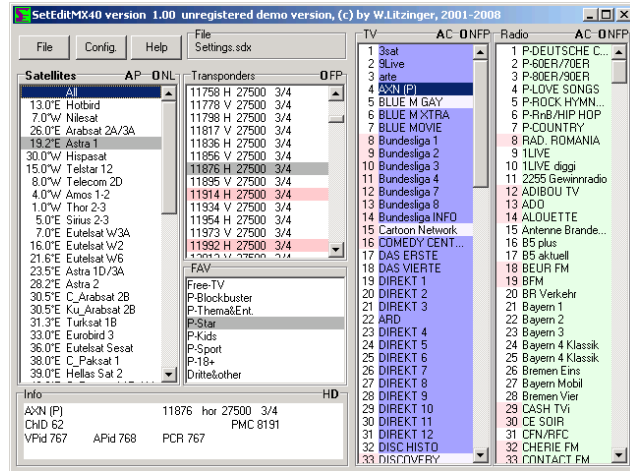 SetEditMX40 version 1.00 unregistered demo version, (c) by W.Litzinger, 2001-2008
File
Config.
Help
File
Settings.sdx
Satellites AP ONL
All
13.0°E Hotbird
7.0°W Nilesat
26.0°E Arabsat 2A/3A
19.2°E Astra 1
30.0°W Hispasat
15.0°W Telstar 12
8.0°W Telecom 2D
4.0°W Amos 1-2
1.0°W Thor 2-3
5.0°E Sirius 2-3
7.0°E Eutelsat W3A
16.0°E Eutelsat W2
21.6°E Eutelsat W6
23.5°E Astra 1D/3A
28.2°E Astra 2
30.5°E C_Arabsat 2B
30.5°E Ku_Arabsat 2B
31.3°E Turksat 1B
33.0°E Eurobird 3
36.0°E Eutelsat Sesat
38.0°E C_Paksat 1
39.0°E Hellas Sat 2
Transponders OFP
11758 H 27500 3/4
11778 V 27500 3/4
11798 H 27500 3/4
11817 V 27500 3/4
11836 H 27500 3/4
11856 V 27500 3/4
11876 H 27500 3/4
11895 V 27500 3/4
11914 H 27500 3/4
11934 V 27500 3/4
11954 H 27500 3/4
11973 V 27500 3/4
11992 H 27500 3/4
12012 V 27500 3/4
FAV
Free-TV
P-Blockbuster
P-Thema&Ent.
P-Star
P-Kids
P-Sport
P-18+
Dritte&other
Info HD
AXN (P) 11876 hor 27500 3/4
ChID 62 PMC 8191
VPid 767 APid 768 PCR 767
TV AC ONFP
1 3sat
2 9Live
3 arte
4 AXN (P)
5 BLUE M GAY
6 BLUE M XTRA
7 BLUE MOVIE
8 Bundesliga 1
9 Bundesliga 2
10 Bundesliga 3
11 Bundesliga 4
12 Bundesliga 7
13 Bundesliga 8
14 Bundesliga INFO
15 Cartoon Network
16 COMEDY CENT...
17 DAS ERSTE
18 DAS VIERTE
19 DIREKT 1
20 DIREKT 2
21 DIREKT 3
22 ARD
23 DIREKT 4
24 DIREKT 5
25 DIREKT 6
26 DIREKT 7
27 DIREKT 8
28 DIREKT 9
29 DIREKT 10
30 DIREKT 11
31 DIREKT 12
32 DISC HISTO
33 DISCOVERY
Radio AC ONFP
1 P-DEUTSCHE C...
2 P-60ER/70ER
3 P-80ER/90ER
4 P-LOVE SONGS
5 P-ROCK HYMN...
6 P-RnB/HIP HOP
7 P-COUNTRY
8 RAD. ROMANIA
9 1LIVE
10 1LIVE diggi
11 2255 Gewinnradio
12 ADIBOU TV
13 ADO
14 ALOUETTE
15 Antenne Brande...
16 B5 plus
17 B5 aktuell
18 BEUR FM
19 BFM
20 BR Verkehr
21 Bayern 1
22 Bayern 2
23 Bayern 3
24 Bayern 4 Klassik
25 Bayern 4 Klassik
26 Bremen Eins
27 Bayern Mobil
28 Bremen Vier
29 CASH TVi
30 CE SOIR
31 CFN/RFC
32 CHERIE FM
33 CONTACT FM